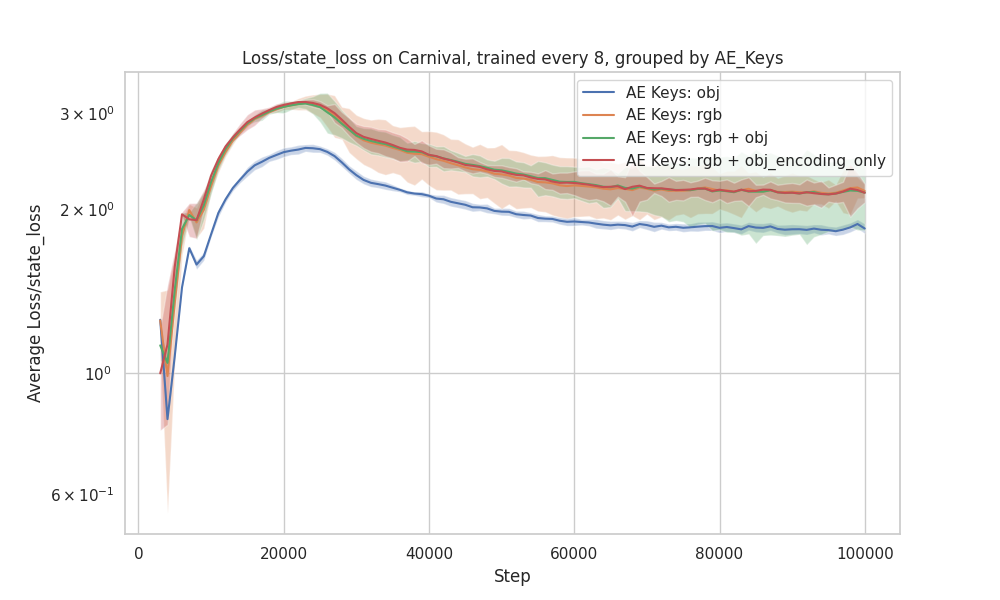 Loss/state_loss on Carnival, trained every 8, grouped by AE_Keys
AE Keys: obj
AE Keys: rgb
AE Keys: rgb + obj
AE Keys: rgb + obj_encoding_only
Average Loss/state_loss
3 × 10⁰
2 × 10⁰
10⁰
6 × 10⁻¹
0 20000 40000 60000 80000 100000
Step